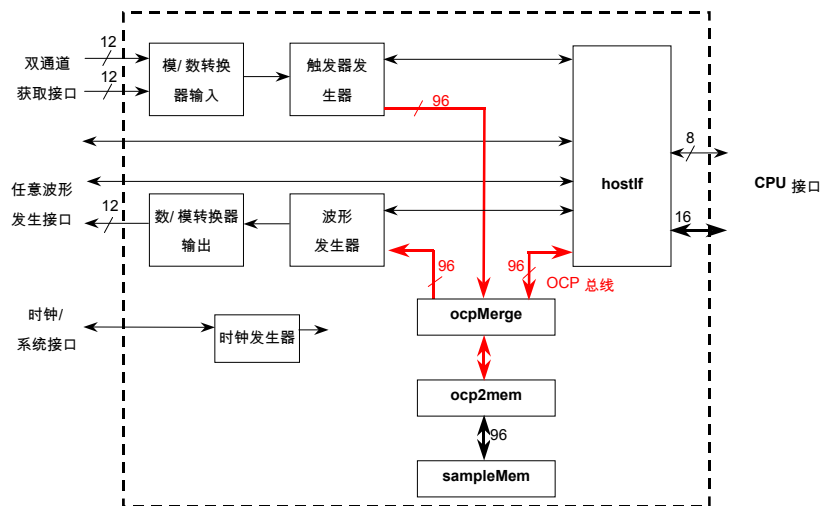 12
双通道
12
获取接口
模/ 数转换
器输入
触发器发
生器
96
hostIf
8
CPU 接口
16
任意波形
发生接口
12
数/ 模转换器
输出
波形
发生器
96
96
OCP 总线
ocpMerge
时钟/
系统接口
时钟发生器
ocp2mem
96
sampleMem